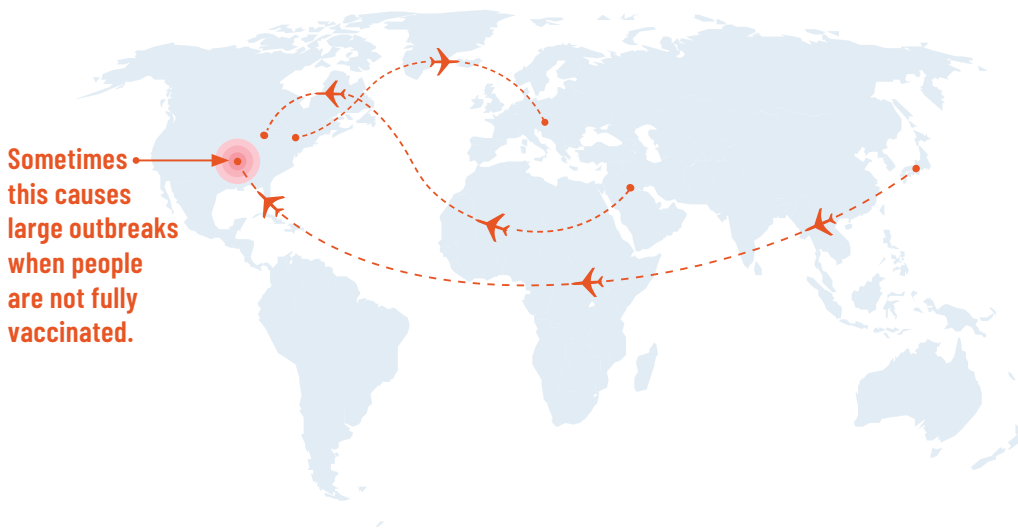 Sometimes
this causes
large outbreaks
when people
are not fully
vaccinated.